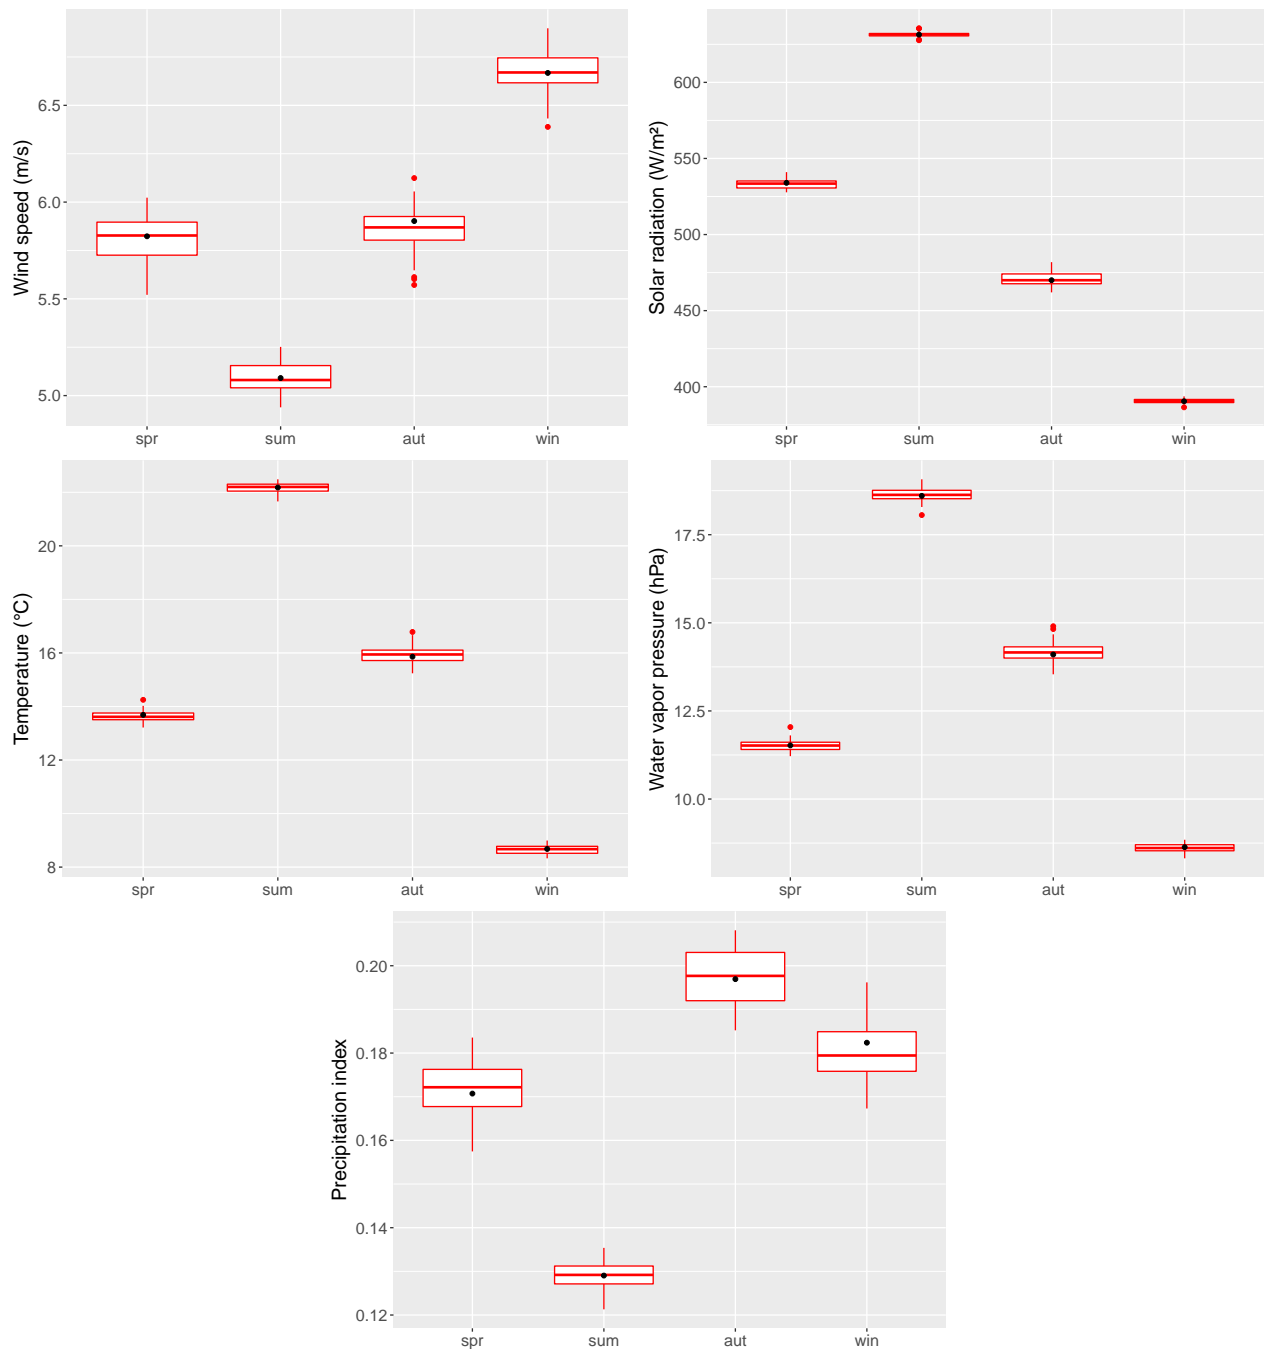 Wind speed (m/s)
6.5
6.0
5.5
5.0
spr sum aut win
Solar radiation (W/m²)
600
550
500
450
400
spr sum aut win
Temperature (°C)
20
16
12
8
spr sum aut win
Water vapor pressure (hPa)
17.5
15.0
12.5
10.0
spr sum aut win
Precipitation index
0.20
0.18
0.16
0.14
0.12
spr sum aut win